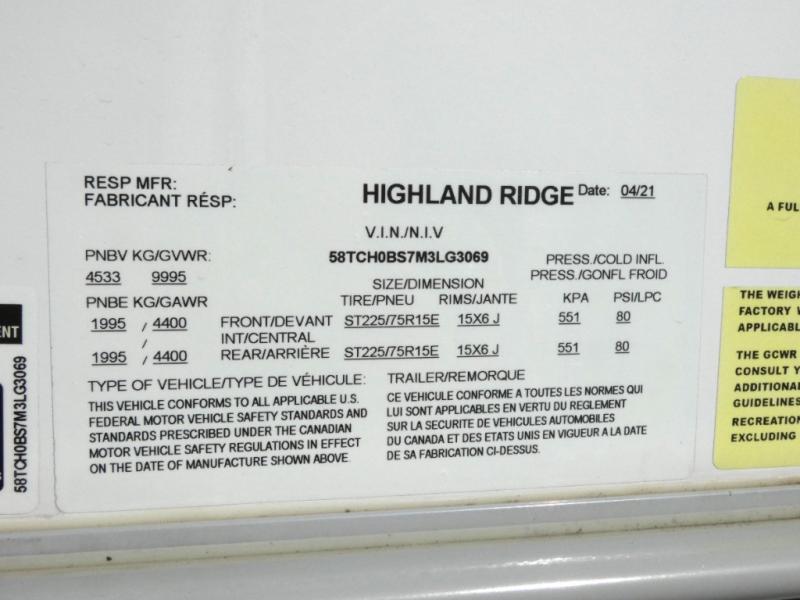 RESP MFR:
FABRICANT RÉSP:
HIGHLAND RIDGE Date: 04/21
V.I.N./N.I.V
58TCH0BS7M3LG3069
PNBV KG/GVWR:
4533 9995
PRESS./COLD INFL.
PRESS./GONFL FROID
SIZE/DIMENSION
PNBE KG/GAWR TIRE/PNEU RIMS/JANTE KPA PSI/LPC
1995 / 4400 FRONT/DEVANT ST225/75R15E 15X6 J 551 80
/ INT/CENTRAL
1995 / 4400 REAR/ARRIÈRE ST225/75R15E 15X6 J 551 80
TYPE OF VEHICLE/TYPE DE VÉHICULE: TRAILER/REMORQUE
THIS VEHICLE CONFORMS TO ALL APPLICABLE U.S.
FEDERAL MOTOR VEHICLE SAFETY STANDARDS AND
STANDARDS PRESCRIBED UNDER THE CANADIAN
MOTOR VEHICLE SAFETY REGULATIONS IN EFFECT
ON THE DATE OF MANUFACTURE SHOWN ABOVE.
CE VEHICULE CONFORME A TOUTES LES NORMES QUI
LUI SONT APPLICABLES EN VERTU DU REGLEMENT
SUR LA SECURITE DE VEHICULES AUTOMOBILES
DU CANADA ET DES ETATS UNIS EN VIGUEUR A LA DATE
DE SA FABRICATION CI-DESSUS.
58TCH0BS7M3LG3069
A FUL
THE WEIGH
FACTORY
APPLICABL
THE GCWR
CONSULT Y
ADDITIONAL
GUIDELINES
RECREATION
EXCLUDING